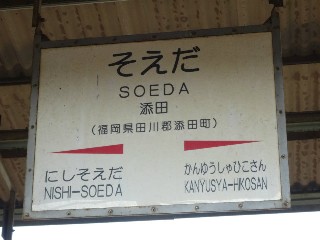 そえだ
SOEDA
添田
(福岡県田川郡添田町)
にしそえだ
NISHI-SOEDA
かんゆうしゃひこさん
KANYUSYA-HIKOSAN